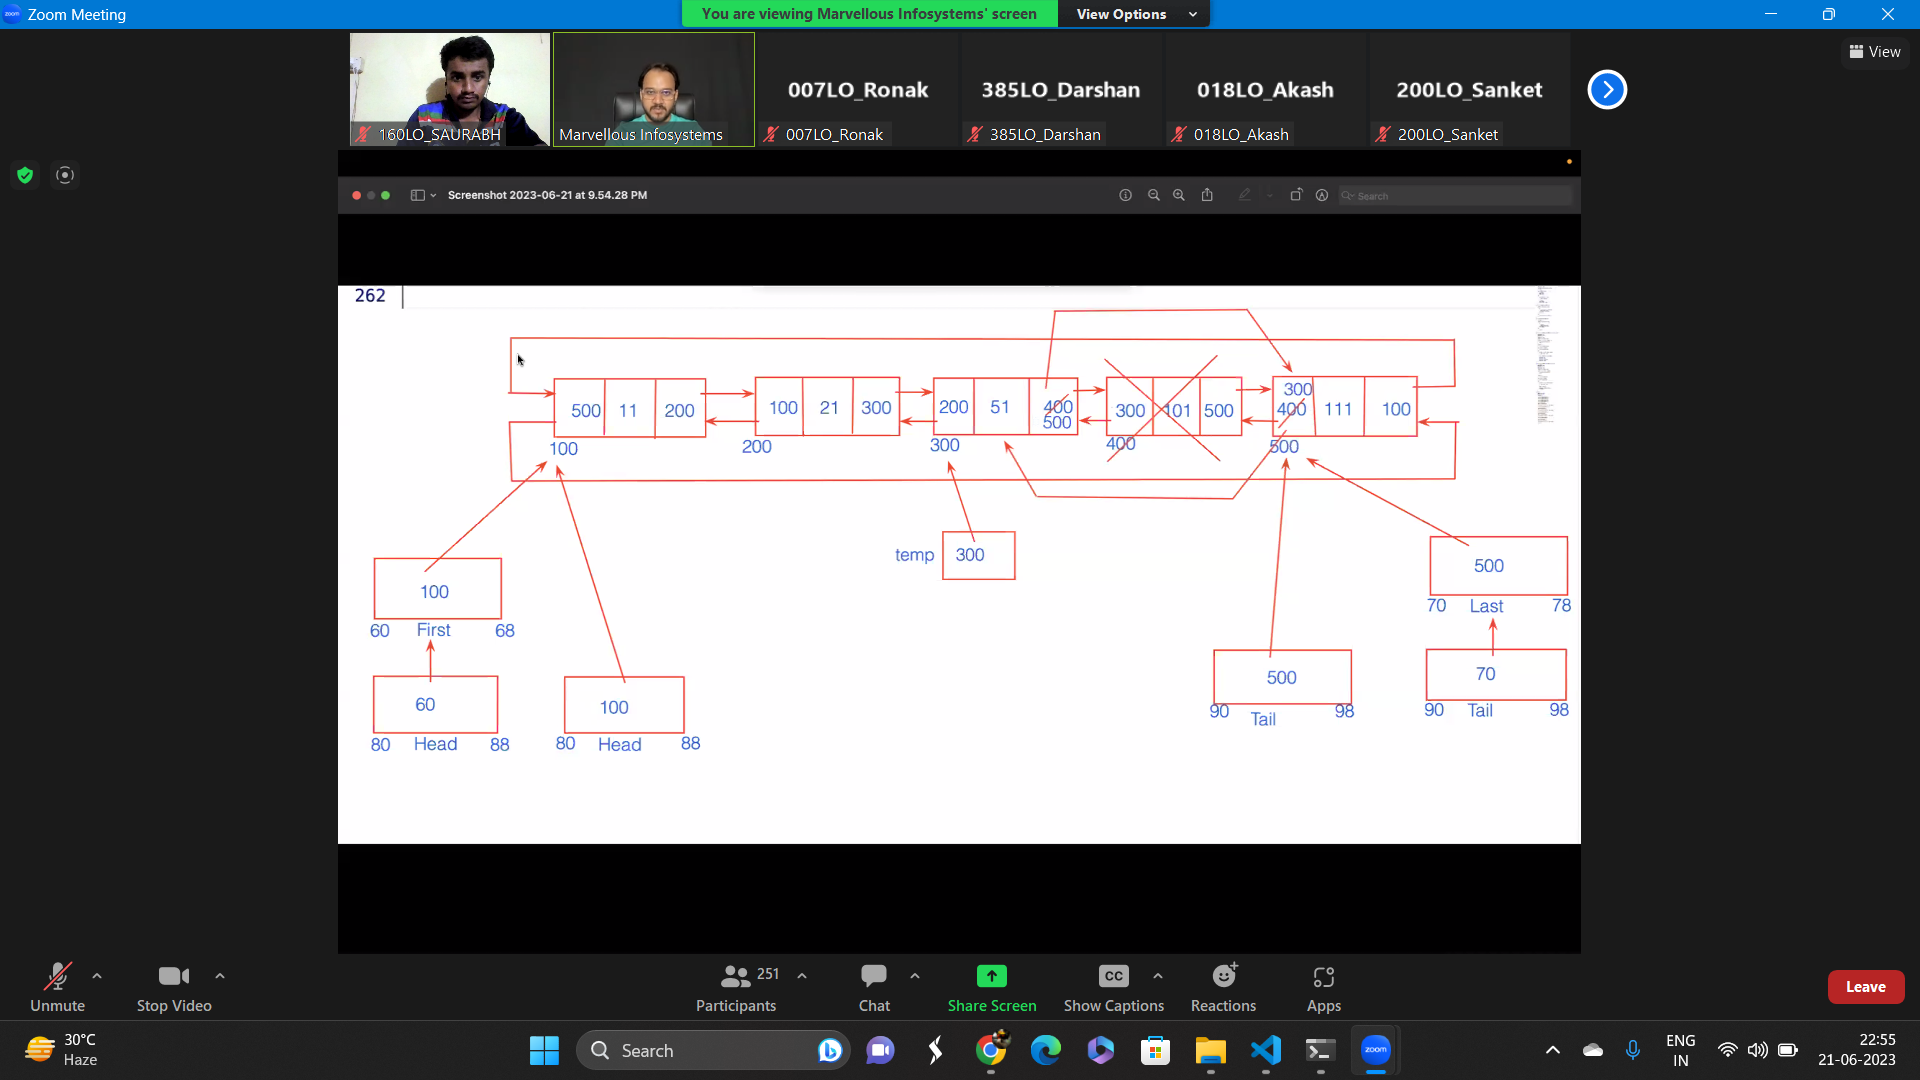 Zoom Meeting
You are viewing Marvellous Infosystems' screen
View Options
View
007LO_Ronak
385LO_Darshan
018LO_Akash
200LO_Sanket
160LO_SAURABH
Marvellous Infosystems
007LO_Ronak
385LO_Darshan
018LO_Akash
200LO_Sanket
Screenshot 2023-06-21 at 9.54.28 PM
Search
262
500 11 200
100 21 300
200 51 400
500
300 101 500
300
400 111 100
100
200
300
400
500
temp 300
100
60 First 68
60
80 Head 88
100
80 Head 88
500
90 Tail 98
500
70 Last 78
70
90 Tail 98
Unmute
Stop Video
251
Participants
Chat
Share Screen
CC
Show Captions
Reactions
Apps
Leave
30°C
Haze
Search
zoom
ENG
IN
22:55
21-06-2023